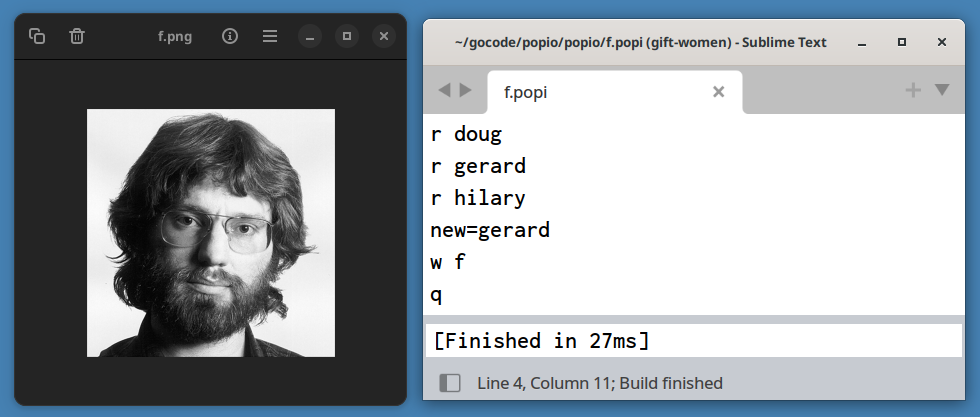 f.png
~/gocode/popio/popio/f.popi (gift-women) - Sublime Text
f.popi
r doug
r gerard
r hilary
new=gerard
w f
q
[Finished in 27ms]
Line 4, Column 11; Build finished